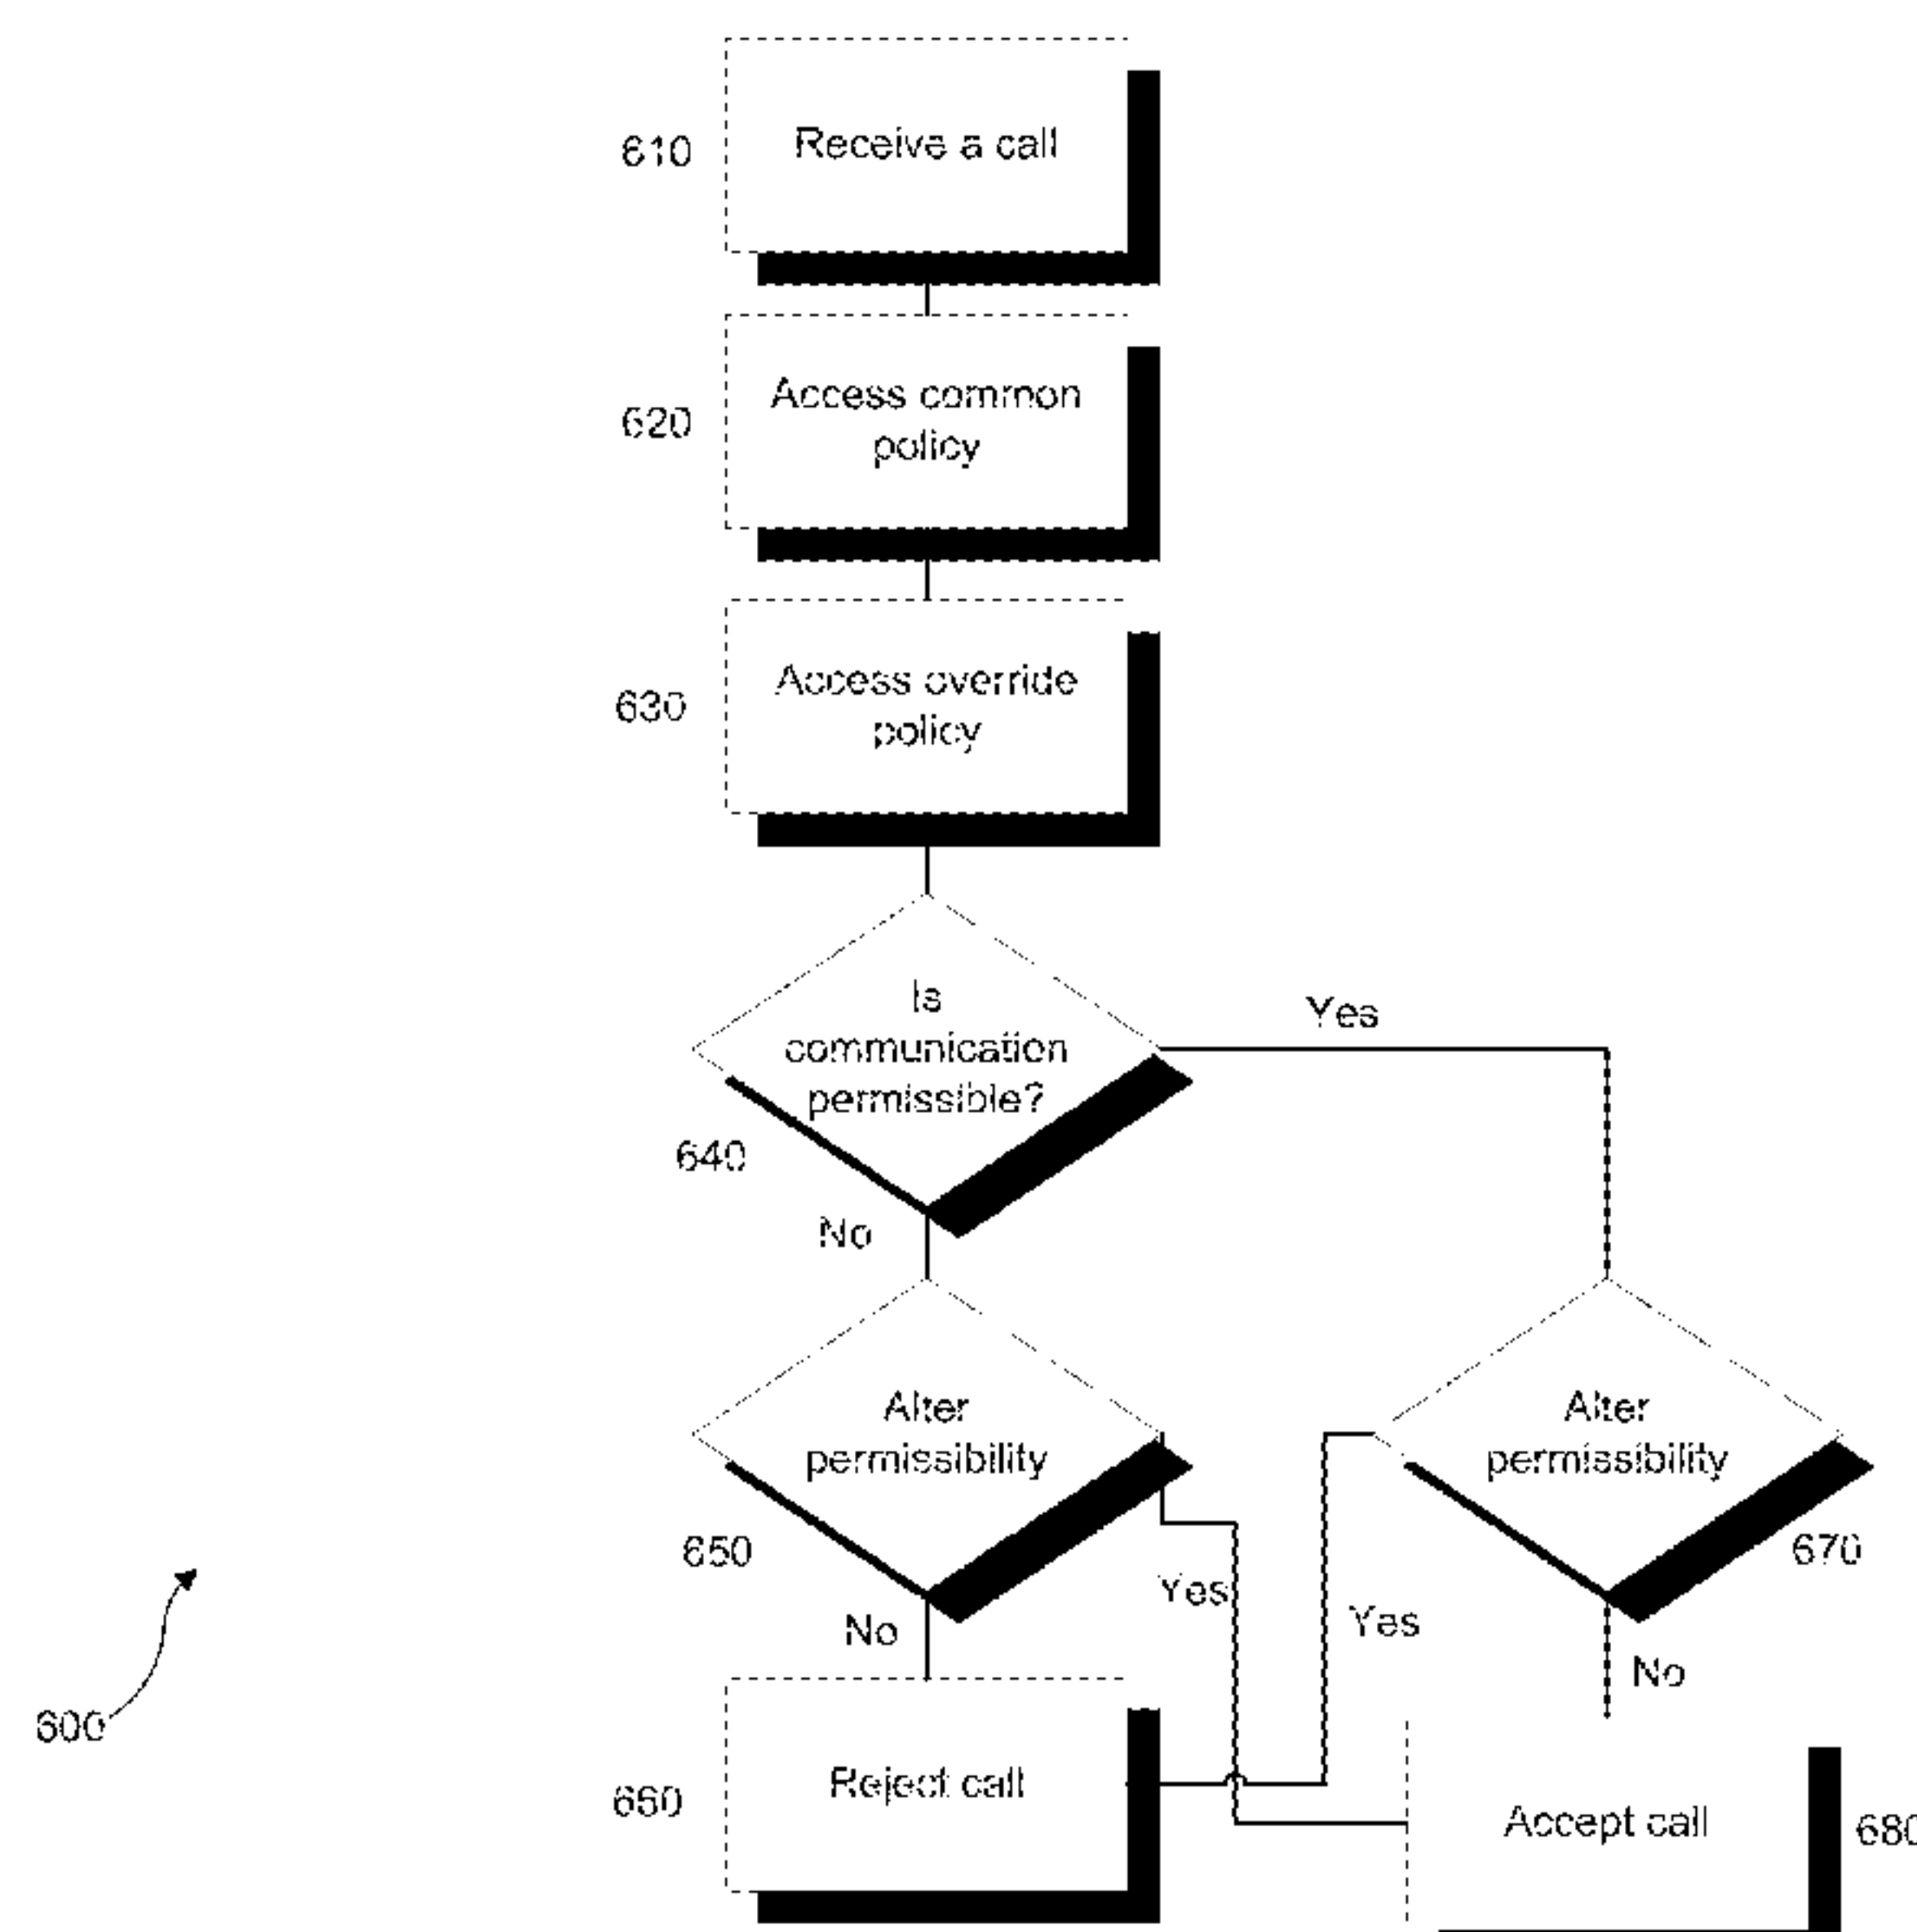 610
Receive a call
620
Access common
policy
630
Access override
policy
Is
communication
permissible?
Yes
640
No
Alter
permissibility
Alter
permissibility
650
670
Yes
Yes
No
No
600
660
Reject call
Accept call
680